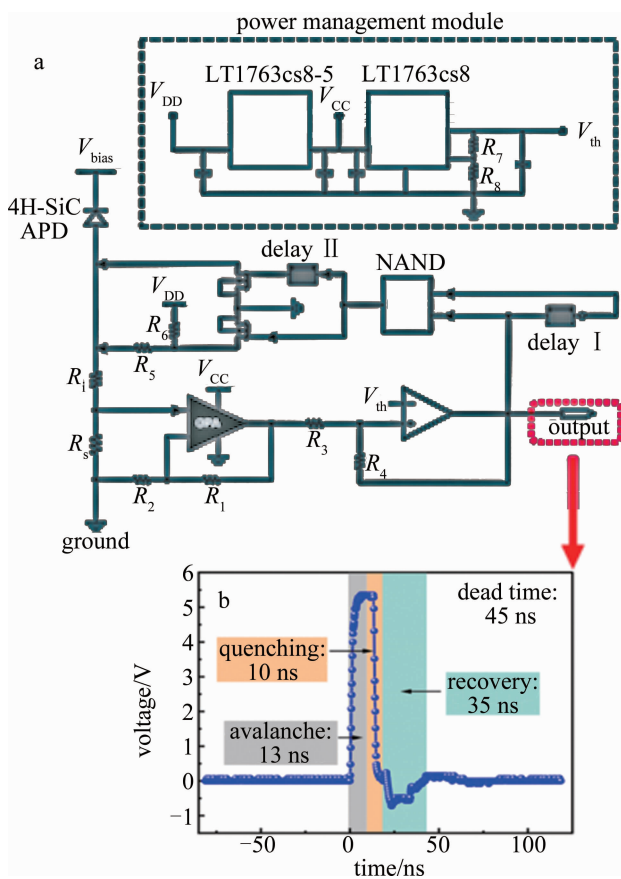 power management module
a
LT1763cs8-5 LT1763cs8
V_DD
V_CC
V_th
R_7
R_8
V_bias
4H-SiC
APD
delay II
NAND
V_DD
R_6
delay I
R_5
R_i
V_CC
V_th
OPA
R_3
output
R_s
R_4
R_2
R_1
ground
b
dead time:
45 ns
quenching:
10 ns
recovery:
35 ns
avalanche:
13 ns
voltage/V
6
5
4
3
2
1
0
−1
−50 0 50 100
time/ns